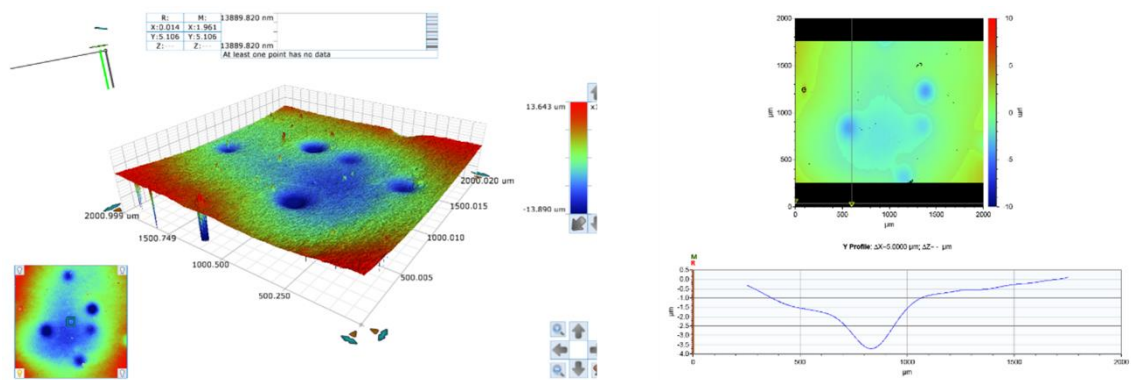 R: M:
X:0.014 X:1.961
Y:5.106 Y:5.106
Z: --- Z: ---
13889.820 nm
13889.820 nm
At least one point has no data
13.643 um
-13.890 um
2000.020 um
1500.015
1000.010
500.005
2000.999 um
1500.749
1000.500
500.250
2000
1500
1000
500
0
0 500 1000 1500 2000
µm
µm
10
5
0
-5
-10
µm
Y Profile: ΔX=5.0000 µm; ΔZ=- - µm
M
R
0.5
0.0
-0.5
-1.0
-1.5
-2.0
-2.5
-3.0
-3.5
-4.0
µm
0 500 1000 1500 2000
µm